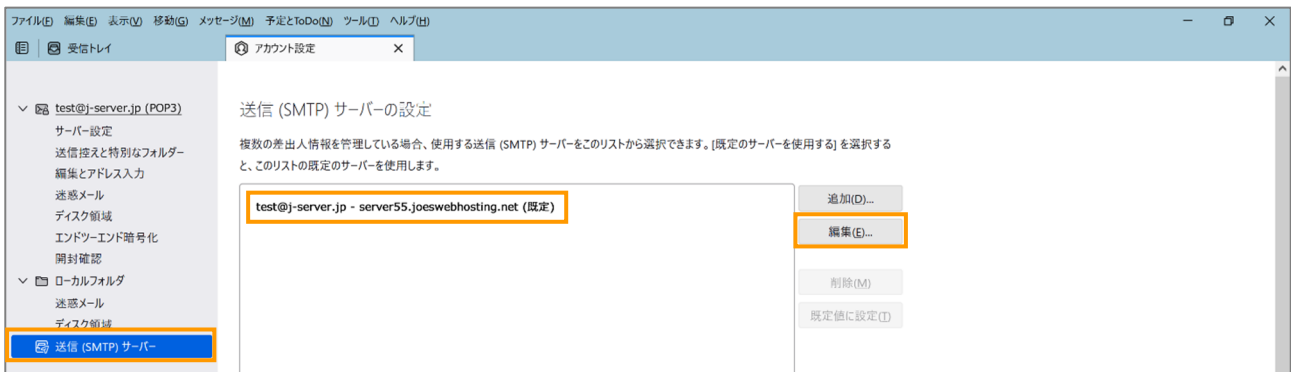 ファイル(F) 編集(E) 表示(V) 移動(G) メッセージ(M) 予定とToDo(N) ツール(T) ヘルプ(H)
受信トレイ
アカウント設定
test@j-server.jp (POP3)
サーバー設定
送信控えと特別なフォルダー
編集とアドレス入力
迷惑メール
ディスク領域
エンドツーエンド暗号化
開封確認
ローカルフォルダ
迷惑メール
ディスク領域
送信 (SMTP) サーバー
送信 (SMTP) サーバーの設定
複数の差出人情報を管理している場合、使用する送信 (SMTP) サーバーをこのリストから選択できます。[既定のサーバーを使用する] を選択する
と、このリストの既定のサーバーを使用します。
test@j-server.jp - server55.joeswebhosting.net (既定)
追加(D)...
編集(E)...
削除(M)
既定値に設定(T)